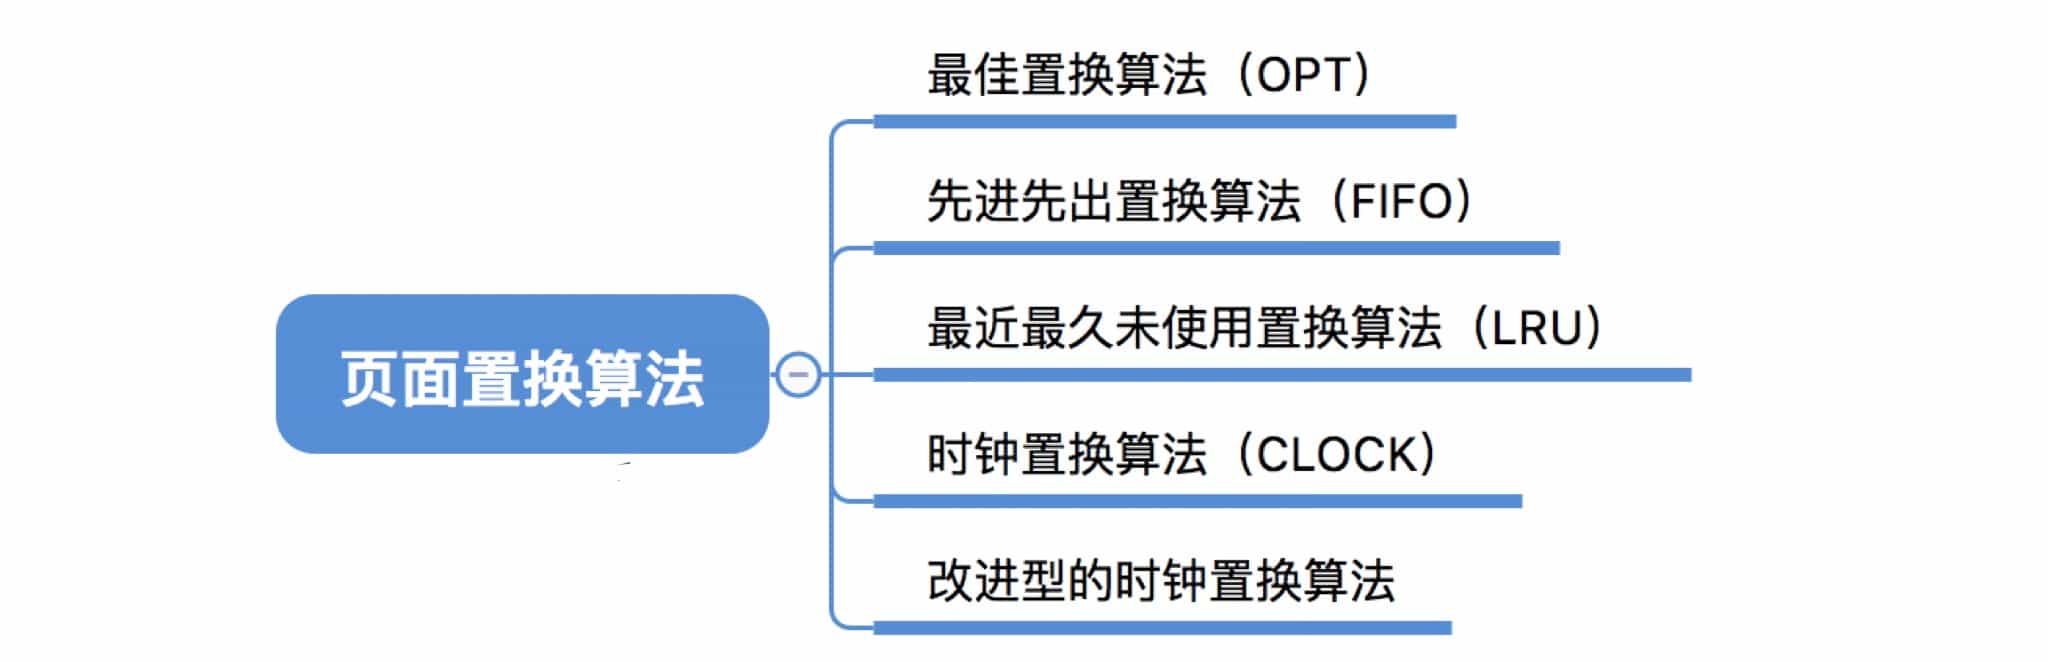 最佳置换算法（OPT）
先进先出置换算法（FIFO）
最近最久未使用置换算法（LRU）
页面置换算法
时钟置换算法（CLOCK）
改进型的时钟置换算法